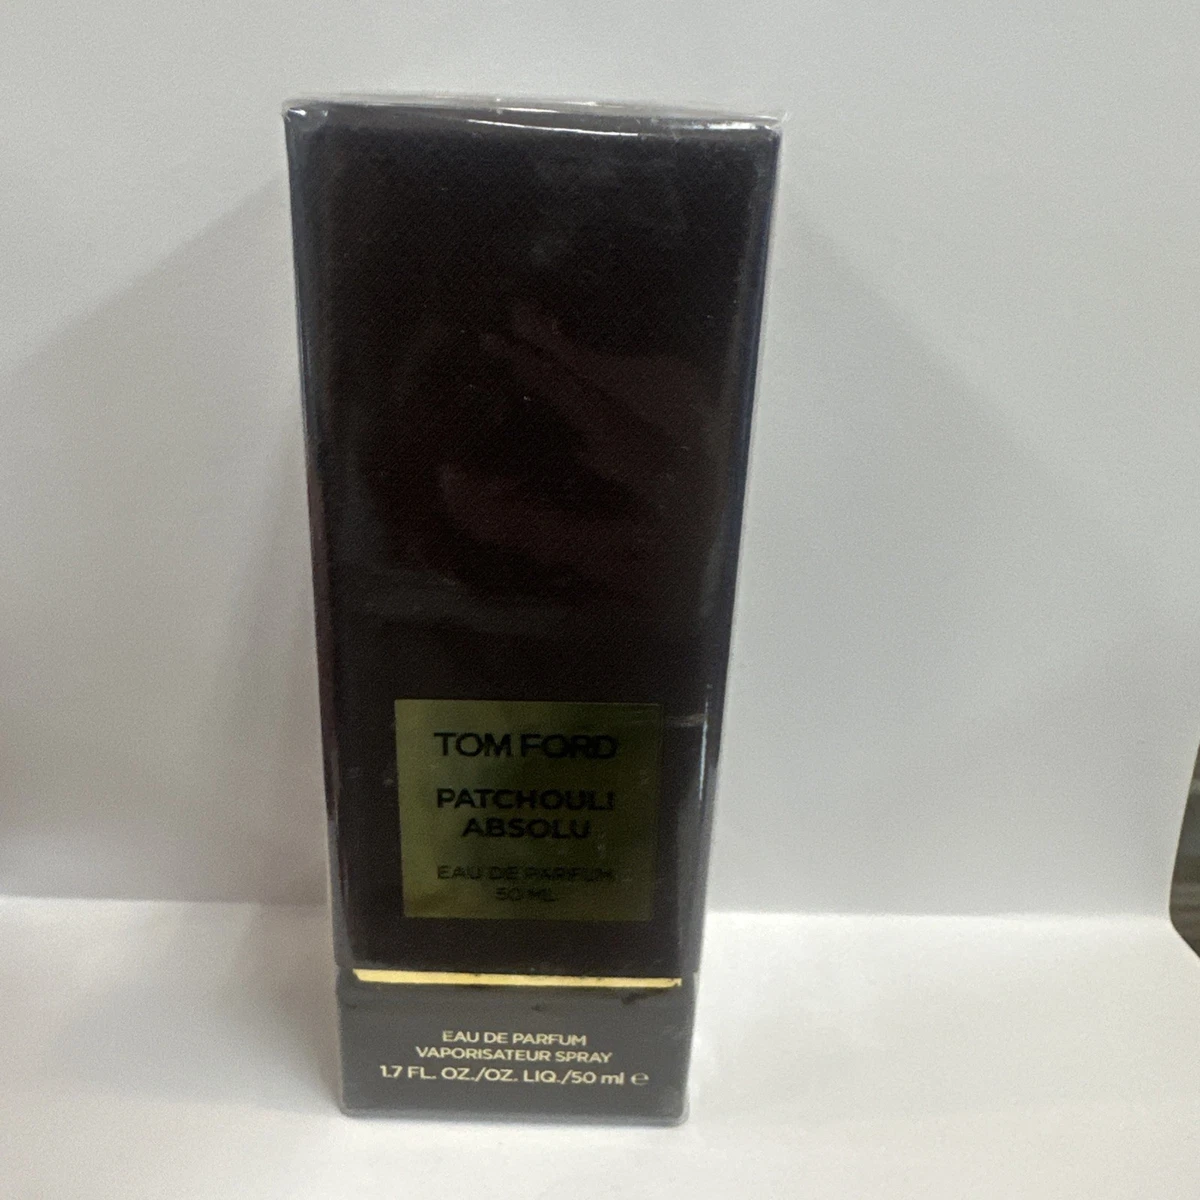 TOM FORD
PATCHOULI
ABSOLU
EAU DE PARFUM
50 ML
EAU DE PARFUM
VAPORISATEUR SPRAY
1.7 FL. OZ./OZ. LIQ./50 ml ℮